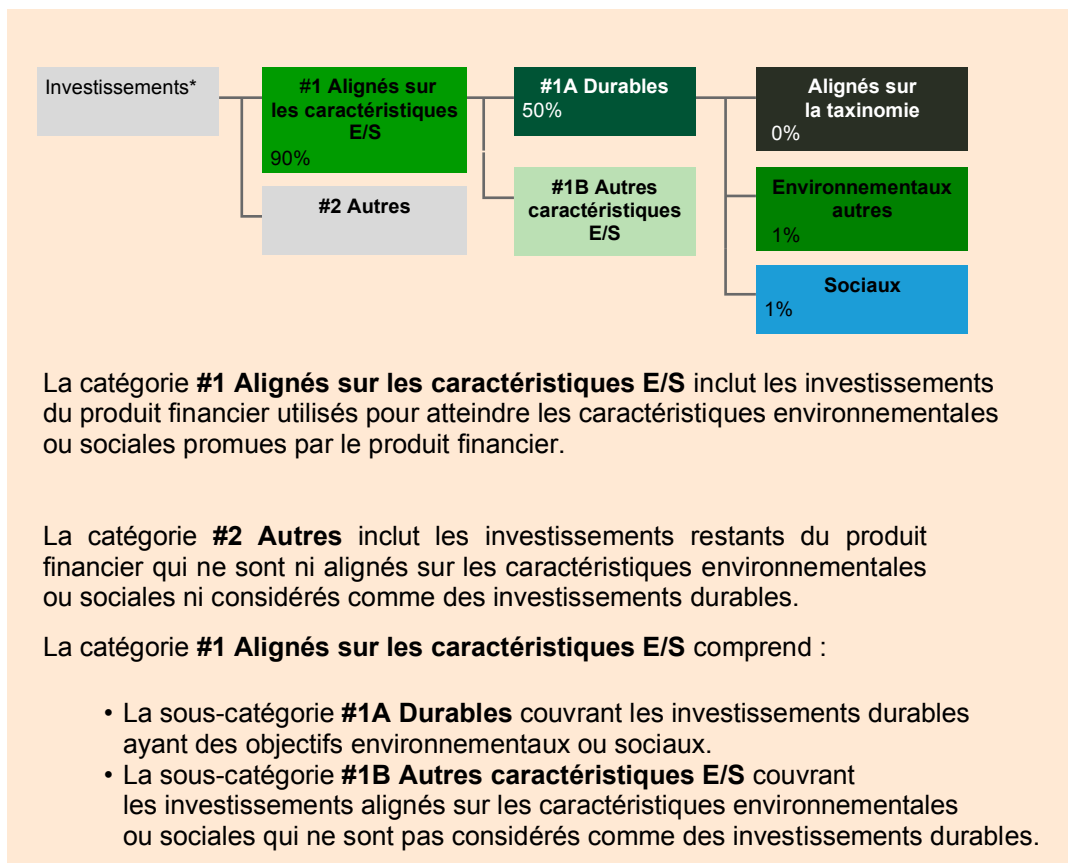 Investissements*
#1 Alignés sur
les caractéristiques
E/S
90%
#2 Autres
#1A Durables
50%
#1B Autres
caractéristiques
E/S
Alignés sur
la taxinomie
0%
Environnementaux
autres
1%
Sociaux
1%
La catégorie #1 Alignés sur les caractéristiques E/S inclut les investissements
du produit financier utilisés pour atteindre les caractéristiques environnementales
ou sociales promues par le produit financier.
La catégorie #2 Autres inclut les investissements restants du produit
financier qui ne sont ni alignés sur les caractéristiques environnementales
ou sociales ni considérés comme des investissements durables.
La catégorie #1 Alignés sur les caractéristiques E/S comprend :
• La sous-catégorie #1A Durables couvrant les investissements durables
ayant des objectifs environnementaux ou sociaux.
• La sous-catégorie #1B Autres caractéristiques E/S couvrant
les investissements alignés sur les caractéristiques environnementales
ou sociales qui ne sont pas considérés comme des investissements durables.